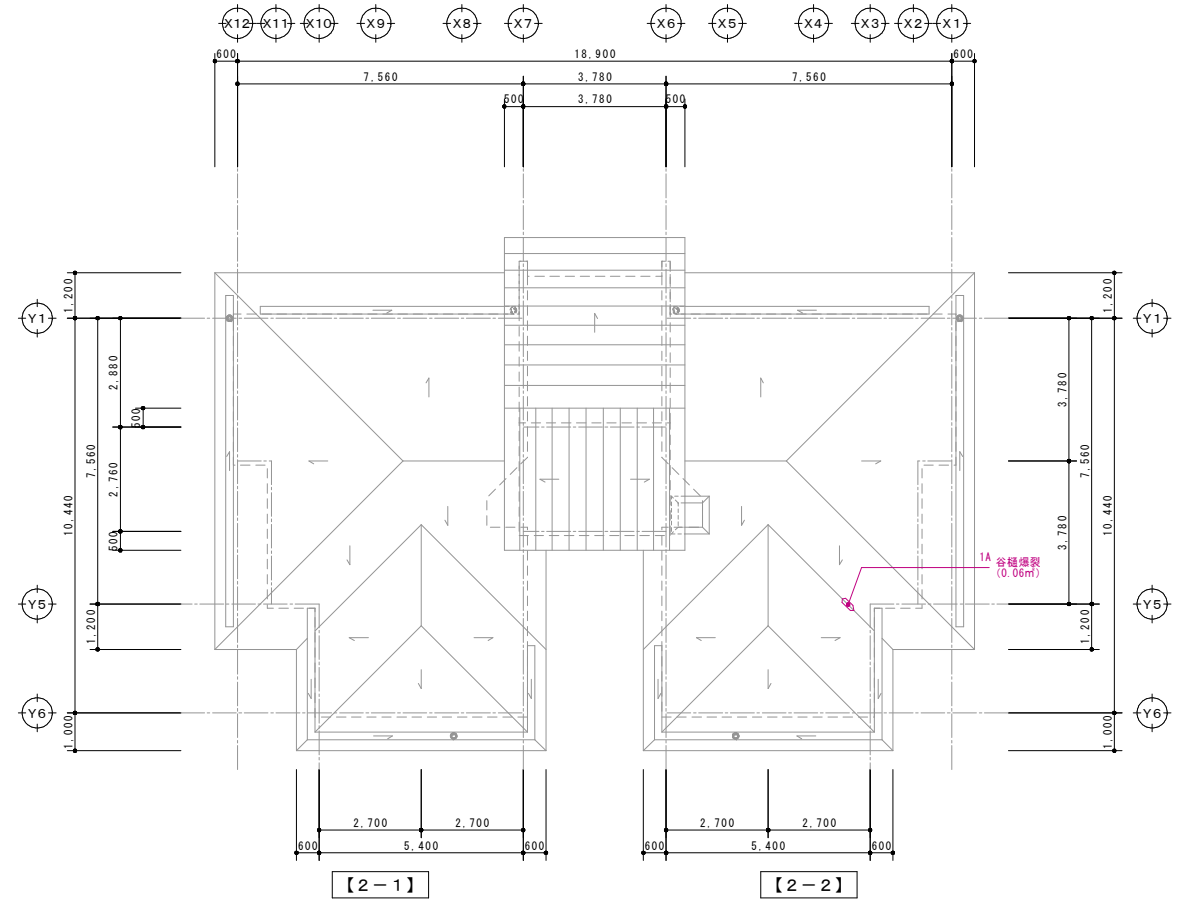 X12 X11 X10 X9 X8 X7 X6 X5 X4 X3 X2 X1
600 18,900 600
7,560 3,780 7,560
500 3,780 500
1,200 1,200
Y1 Y1
2,880
500
3,780
7,560 7,560
2,760
10,440 10,440
500
3,780
1A 谷樋爆裂
(0.06㎡)
Y5 Y5
1,200 1,200
Y6 Y6
1,000 1,000
2,700 2,700 2,700 2,700
600 5,400 600 600 5,400 600
【2－1】 【2－2】